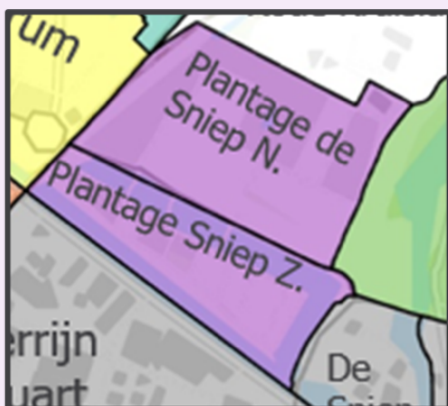 um
Plantage de
Sniep N.
Plantage Sniep Z.
errijn
uart
De